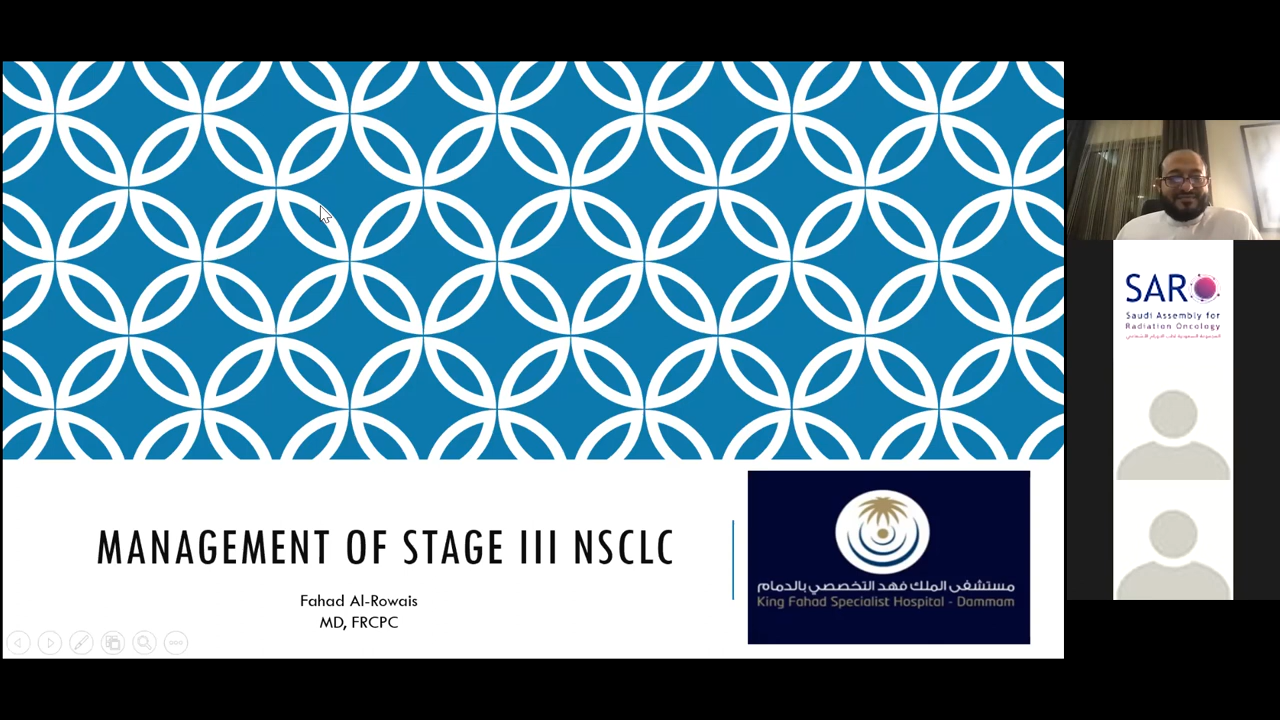 MANAGEMENT OF STAGE III NSCLC
Fahad Al-Rowais
MD, FRCPC
مستشفى الملك فهد التخصصي بالدمام
King Fahad Specialist Hospital - Dammam
SARO
Saudi Assembly for
Radiation Oncology